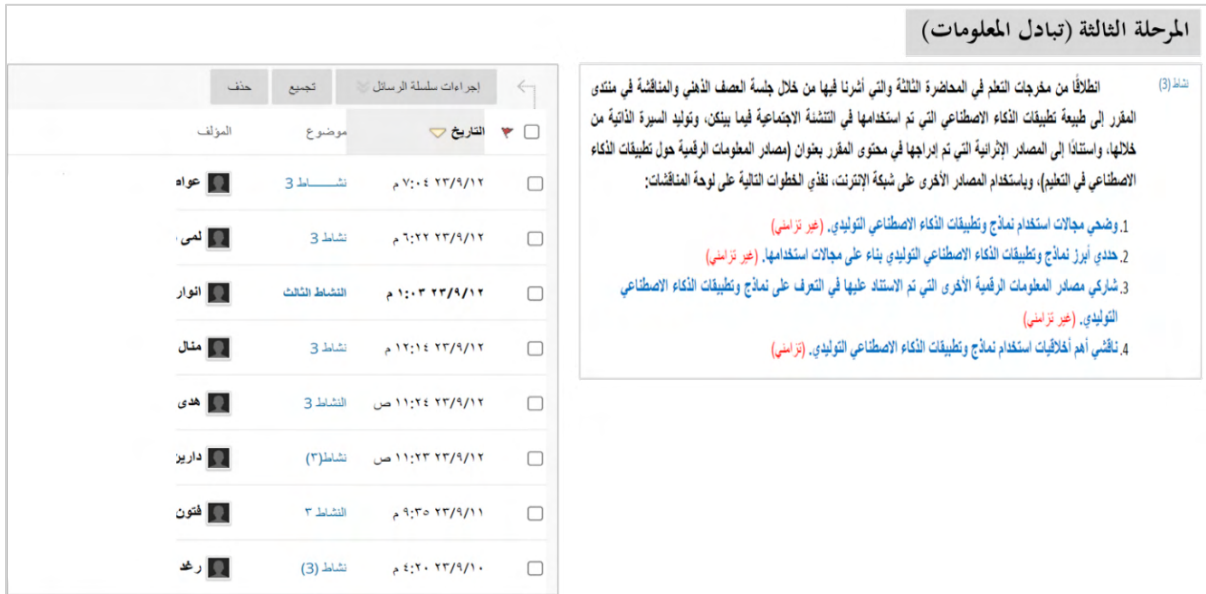 المرحلة الثالثة (تبادل المعلومات)
نشاط (3)
انطلاقًا من مخرجات التعلم في المحاضرة الثالثة والتي أشرنا فيها من خلال جلسة العصف الذهني والمناقشة في منتدى
المقرر إلى طبيعة تطبيقات الذكاء الاصطناعي التي تم استخدامها في التنشئة الاجتماعية فيما بينكن، وتوليد السيرة الذاتية من
خلالها، واستنادًا إلى المصادر الإثرائية التي تم إدراجها في محتوى المقرر بعنوان (مصادر المعلومات الرقمية حول تطبيقات الذكاء
الاصطناعي في التعليم)، وباستخدام المصادر الأخرى على شبكة الإنترنت، نفذي الخطوات التالية على لوحة المناقشات:
1. وضحي مجالات استخدام نماذج وتطبيقات الذكاء الاصطناعي التوليدي. (غير تزامني)
2. حددي أبرز نماذج وتطبيقات الذكاء الاصطناعي التوليدي بناء على مجالات استخدامها. (غير تزامني)
3. شاركي مصادر المعلومات الرقمية الأخرى التي تم الاستناد عليها في التعرف على نماذج وتطبيقات الذكاء الاصطناعي
التوليدي. (غير تزامني)
4. ناقشي أهم أخلاقيات استخدام نماذج وتطبيقات الذكاء الاصطناعي التوليدي. (تزامني)
إجراءات سلسلة الرسائل تجميع حذف
التاريخ موضوع المؤلف
٢٣/٩/١٢ ٧:٠٤ م نشـــــاط 3 عواط
٢٣/٩/١٢ ٦:٢٢ م نشاط 3 لمى
٢٣/٩/١٢ ١:٠٣ م النشاط الثالث انوار
٢٣/٩/١٢ ١٢:١٤ م نشاط 3 منال
٢٣/٩/١٢ ١١:٢٤ ص النشاط 3 هدى
٢٣/٩/١٢ ١١:٢٣ ص نشاط(٣) دارين
٢٣/٩/١١ ٩:٣٥ م النشاط ٣ فتون
٢٣/٩/١٠ ٤:٢٠ م نشاط (3) رغد